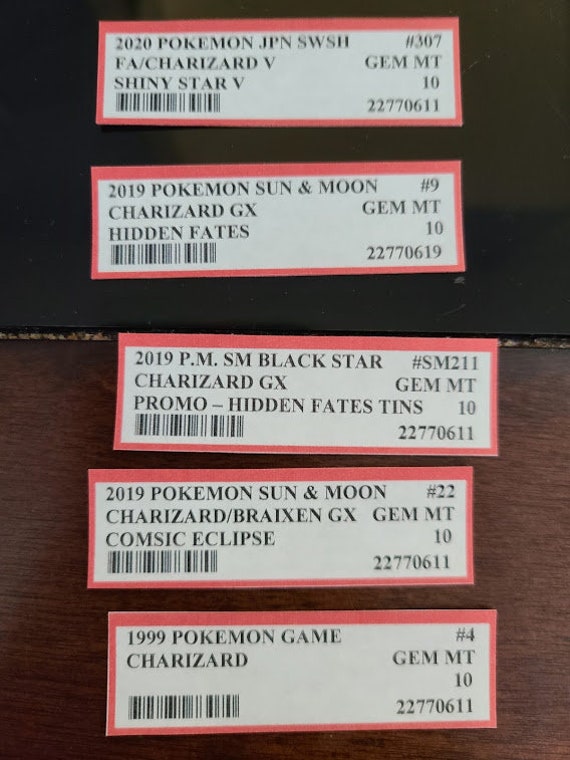 2020 POKEMON JPN SWSH #307
FA/CHARIZARD V GEM MT
SHINY STAR V 10
22770611
2019 POKEMON SUN & MOON #9
CHARIZARD GX GEM MT
HIDDEN FATES 10
22770619
2019 P.M. SM BLACK STAR #SM211
CHARIZARD GX GEM MT
PROMO – HIDDEN FATES TINS 10
22770611
2019 POKEMON SUN & MOON #22
CHARIZARD/BRAIXEN GX GEM MT
COMSIC ECLIPSE 10
22770611
1999 POKEMON GAME #4
CHARIZARD GEM MT
10
22770611